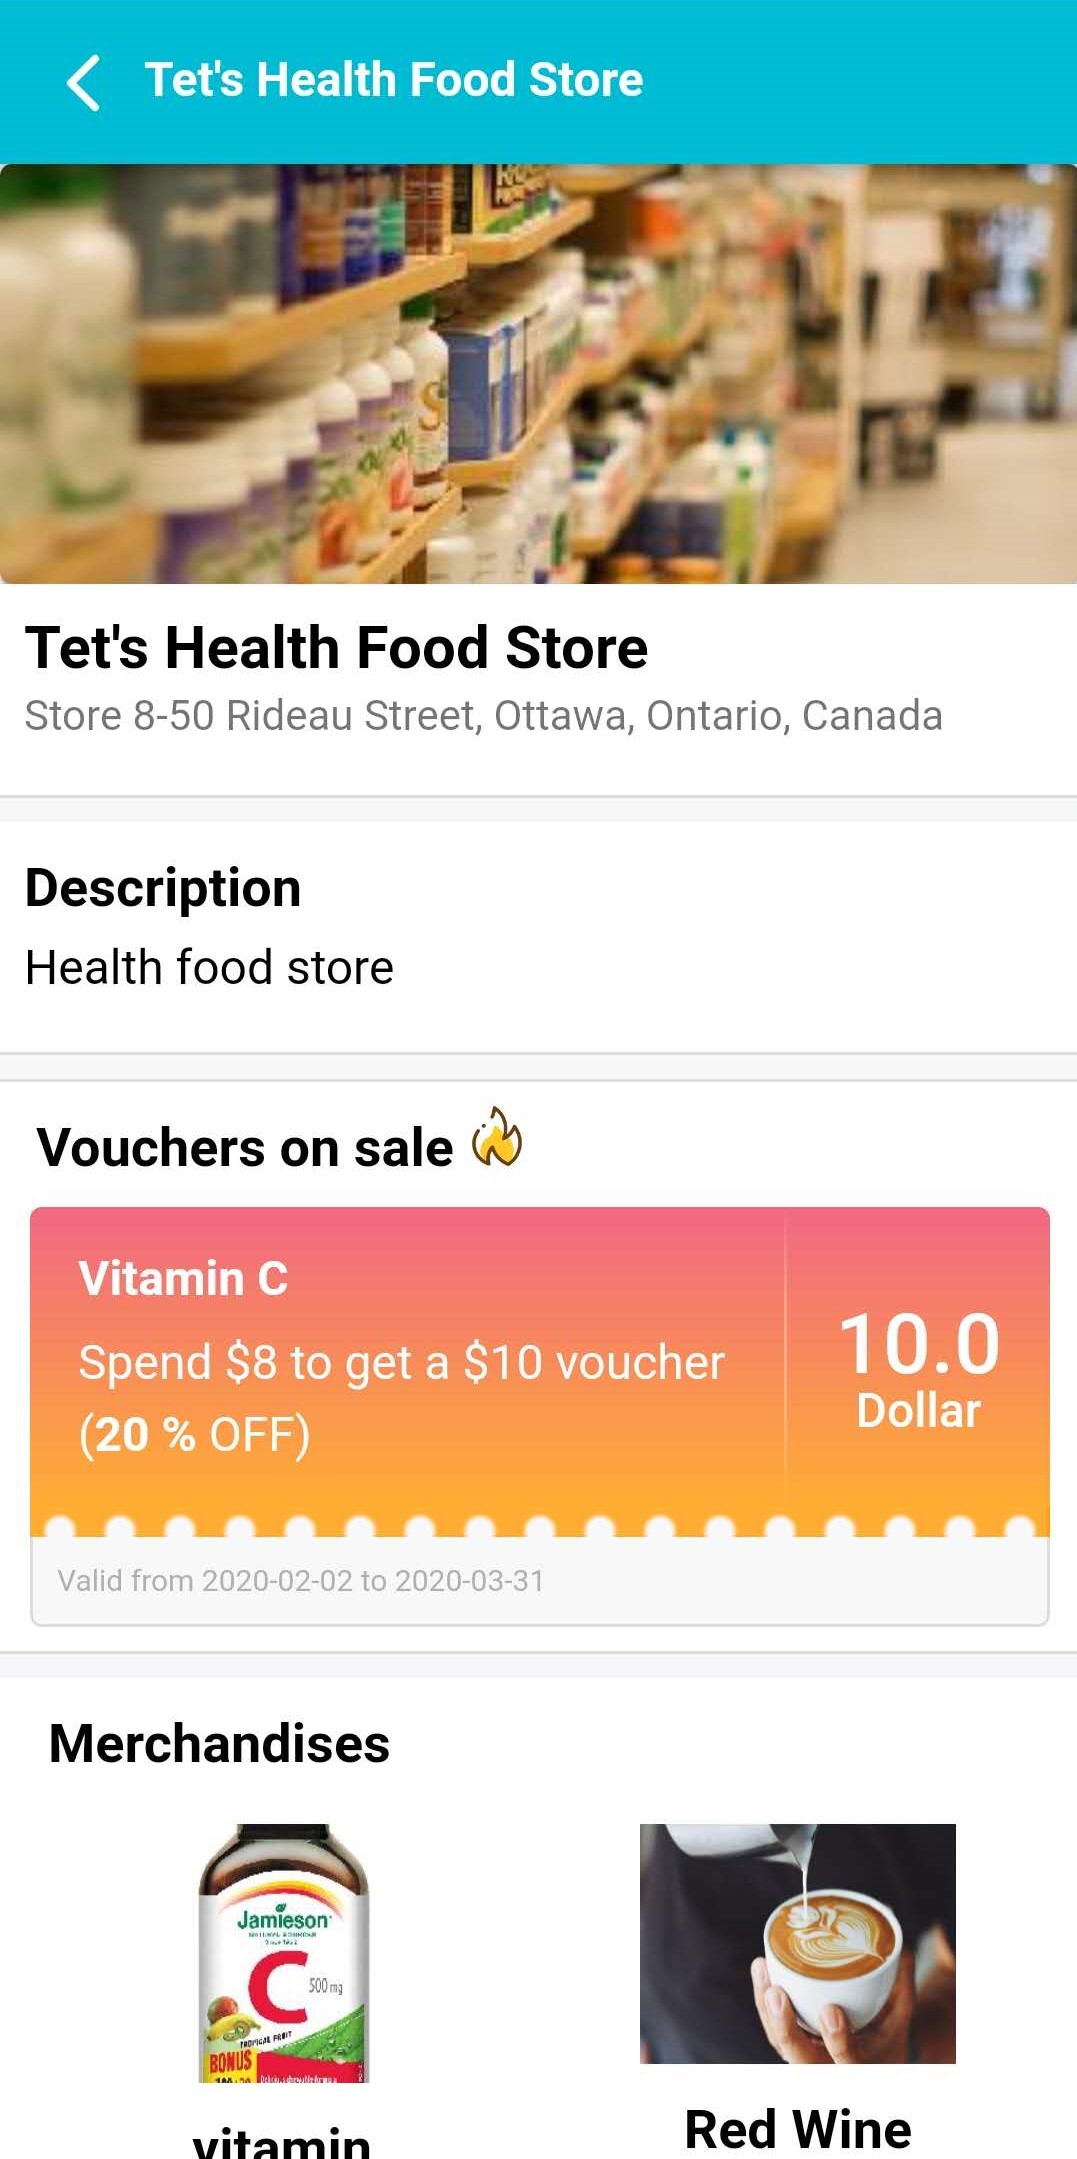 Tet's Health Food Store
Tet's Health Food Store
Store 8-50 Rideau Street, Ottawa, Ontario, Canada
Description
Health food store
Vouchers on sale
Vitamin C
Spend $8 to get a $10 voucher
(20 % OFF)
10.0
Dollar
Valid from 2020-02-02 to 2020-03-31
Merchandises
Jamieson
C
500 mg
TROPICAL FRUIT
BONUS
vitamin
Red Wine